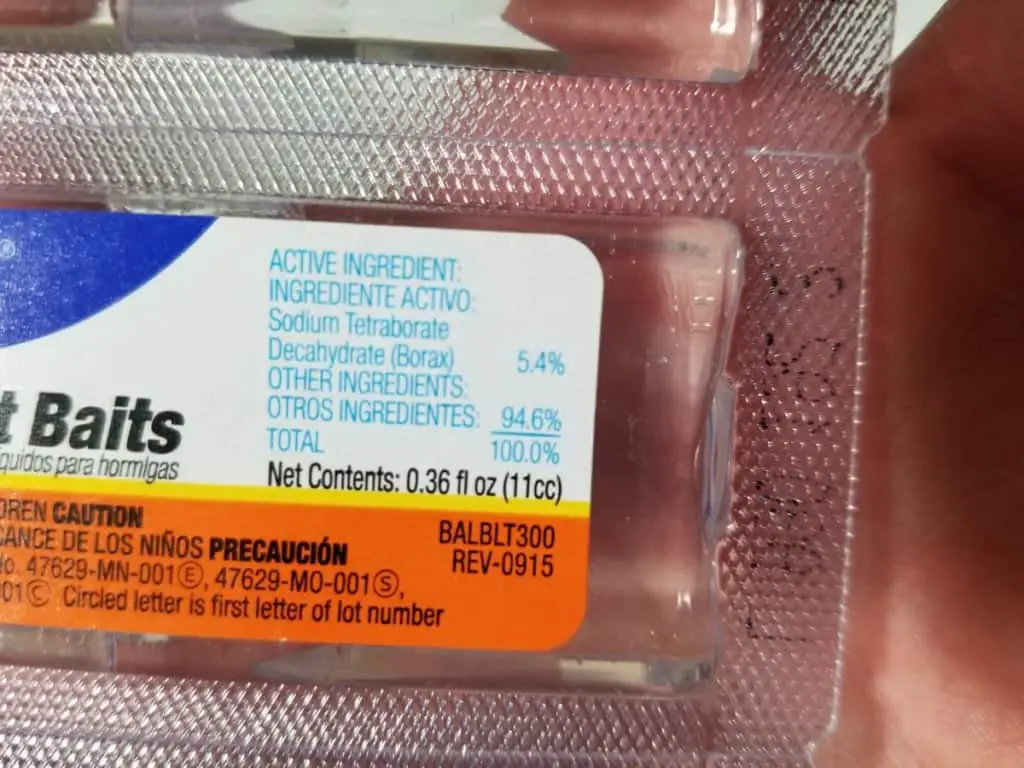 ®
ACTIVE INGREDIENT:
INGREDIENTE ACTIVO:
Sodium Tetraborate
Decahydrate (Borax) 5.4%
OTHER INGREDIENTS:
OTROS INGREDIENTES: 94.6%
TOTAL 100.0%
t Baits
quidos para hormigas
Net Contents: 0.36 fl oz (11cc)
DREN CAUTION
CANCE DE LOS NIÑOS PRECAUCIÓN
No. 47629-MN-001Ⓔ, 47629-MO-001Ⓢ,
001Ⓒ Circled letter is first letter of lot number
BALBLT300
REV-0915